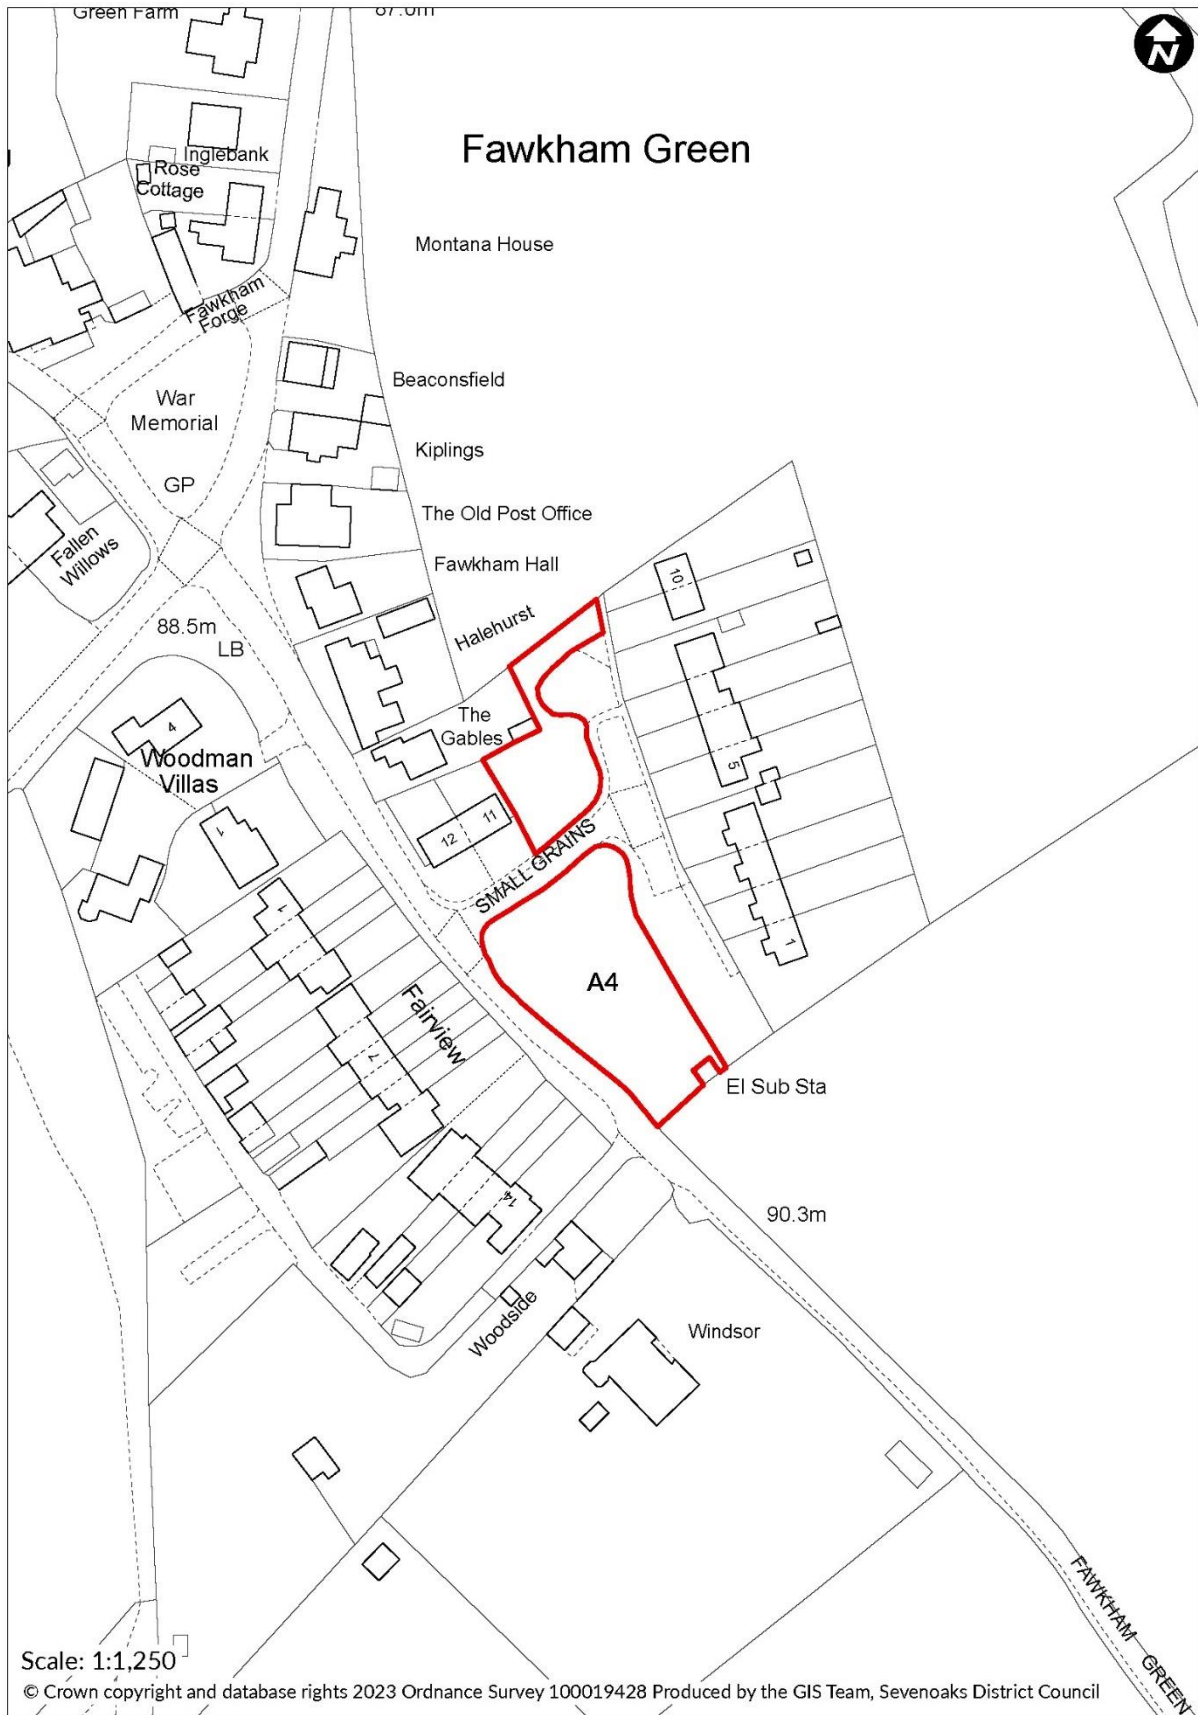 Green Farm
87.0m
N
Fawkham Green
Inglebank
Rose
Cottage
Montana House
Fawkham
Forge
Beaconsfield
War
Memorial
Kiplings
GP
The Old Post Office
Fallen
Willows
Fawkham Hall
10
88.5m
LB
Halehurst
The
Gables
4
Woodman
Villas
5
1
12
11
SMALL GRAINS
1
1
A4
Fairview
7
El Sub Sta
14
90.3m
Woodside
Windsor
FAWKHAM GREEN
Scale: 1:1,250
© Crown copyright and database rights 2023 Ordnance Survey 100019428 Produced by the GIS Team, Sevenoaks District Council